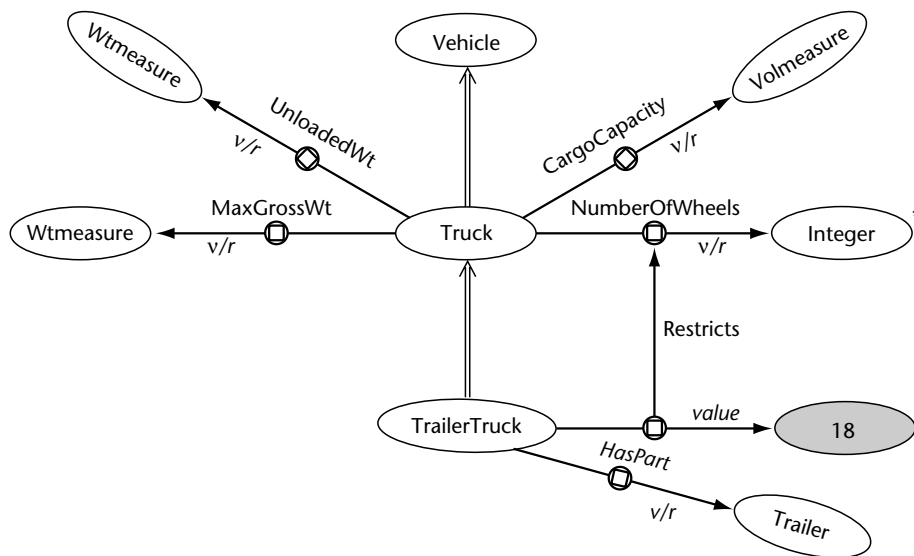 Wtmeasure
Vehicle
Volmeasure
UnloadedWt
v/r
CargoCapacity
v/r
MaxGrossWt
NumberOfWheels
Wtmeasure
v/r
Truck
v/r
Integer
Restricts
TrailerTruck
value
18
HasPart
v/r
Trailer